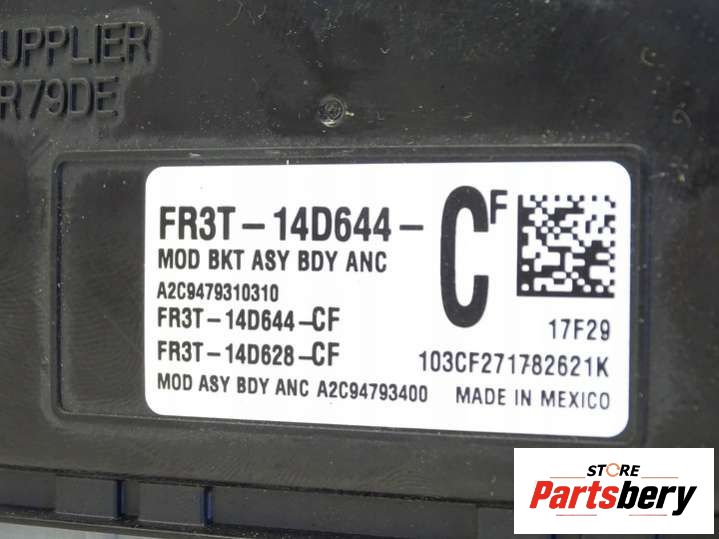 UPPLIER
R79DE
FR3T-14D644-CF
MOD BKT ASY BDY ANC
A2C9479310310
FR3T-14D644-CF
17F29
FR3T-14D628-CF
103CF271782621K
MOD ASY BDY ANC A2C94793400
MADE IN MEXICO
STORE
Partsbery